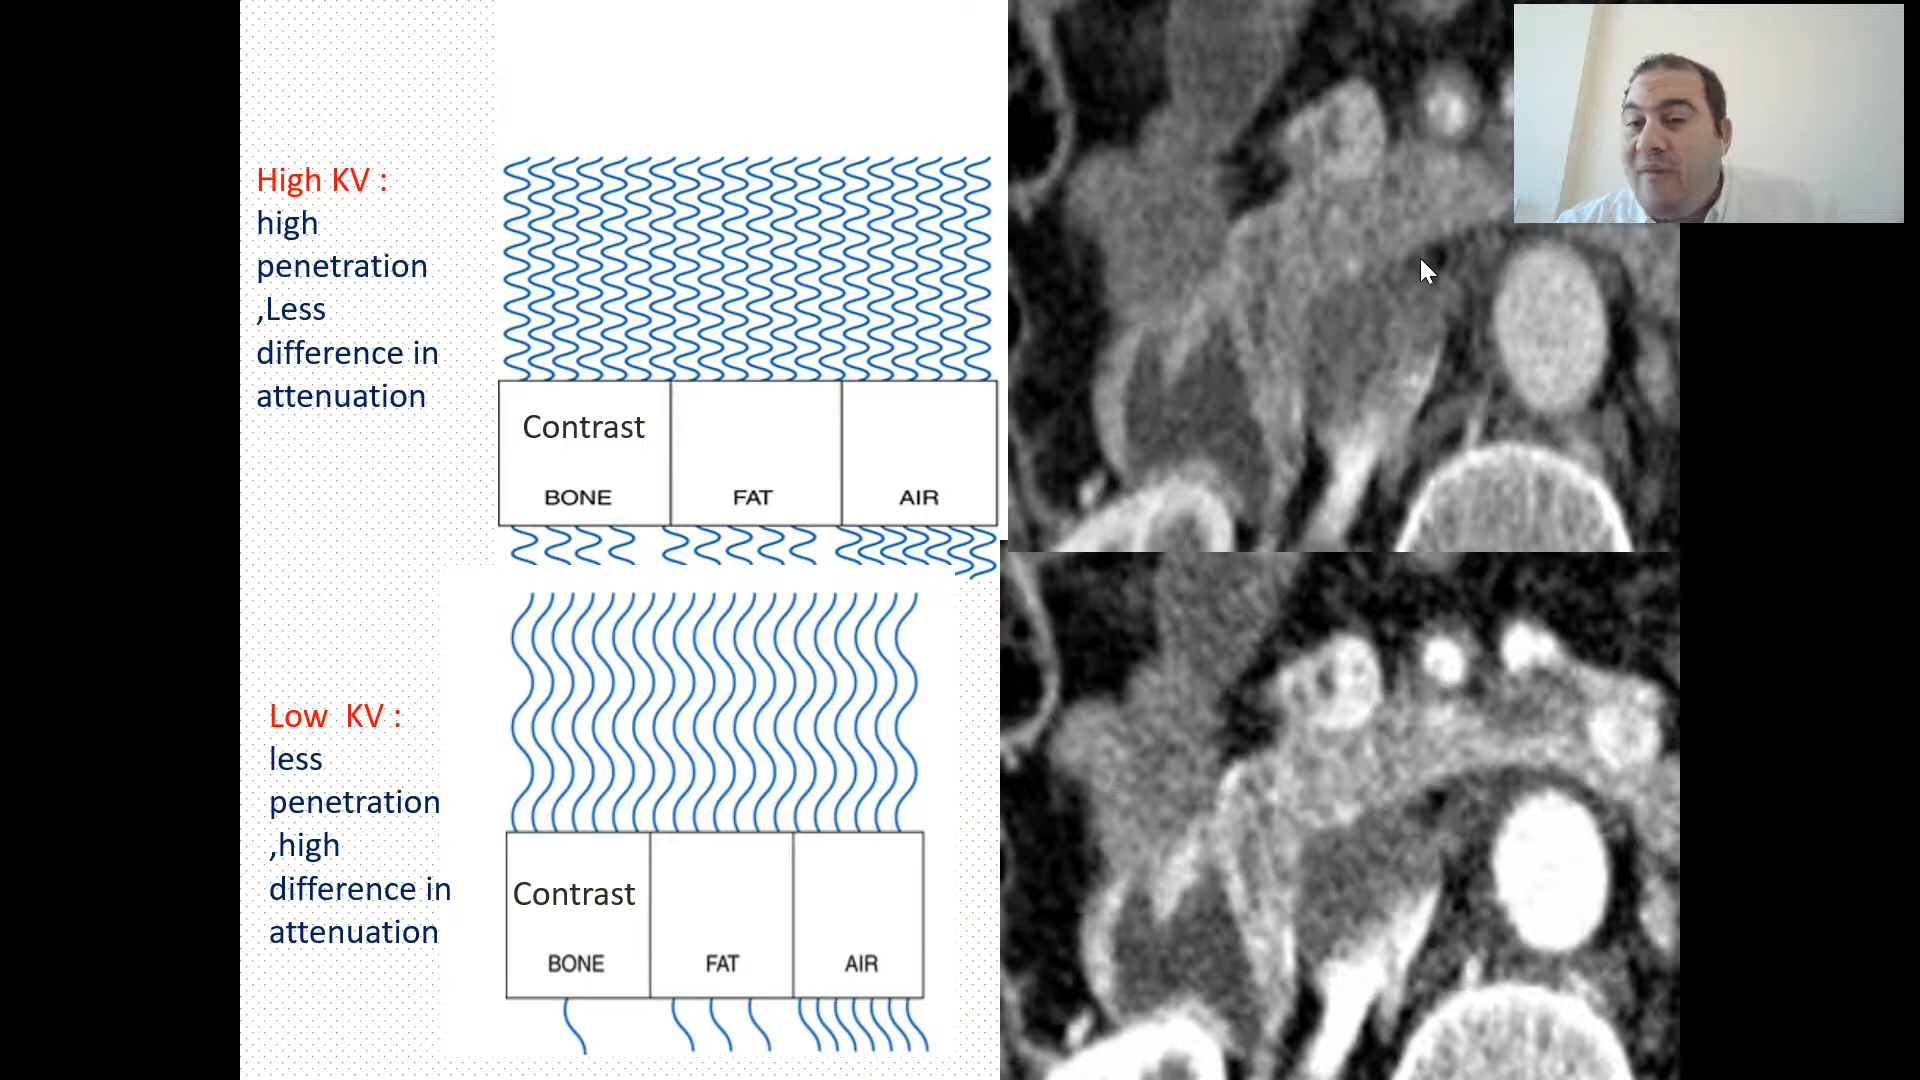 High KV :
high
penetration
,Less
difference in
attenuation
Contrast
BONE
FAT
AIR
Low KV :
less
penetration
,high
difference in
attenuation
Contrast
BONE
FAT
AIR